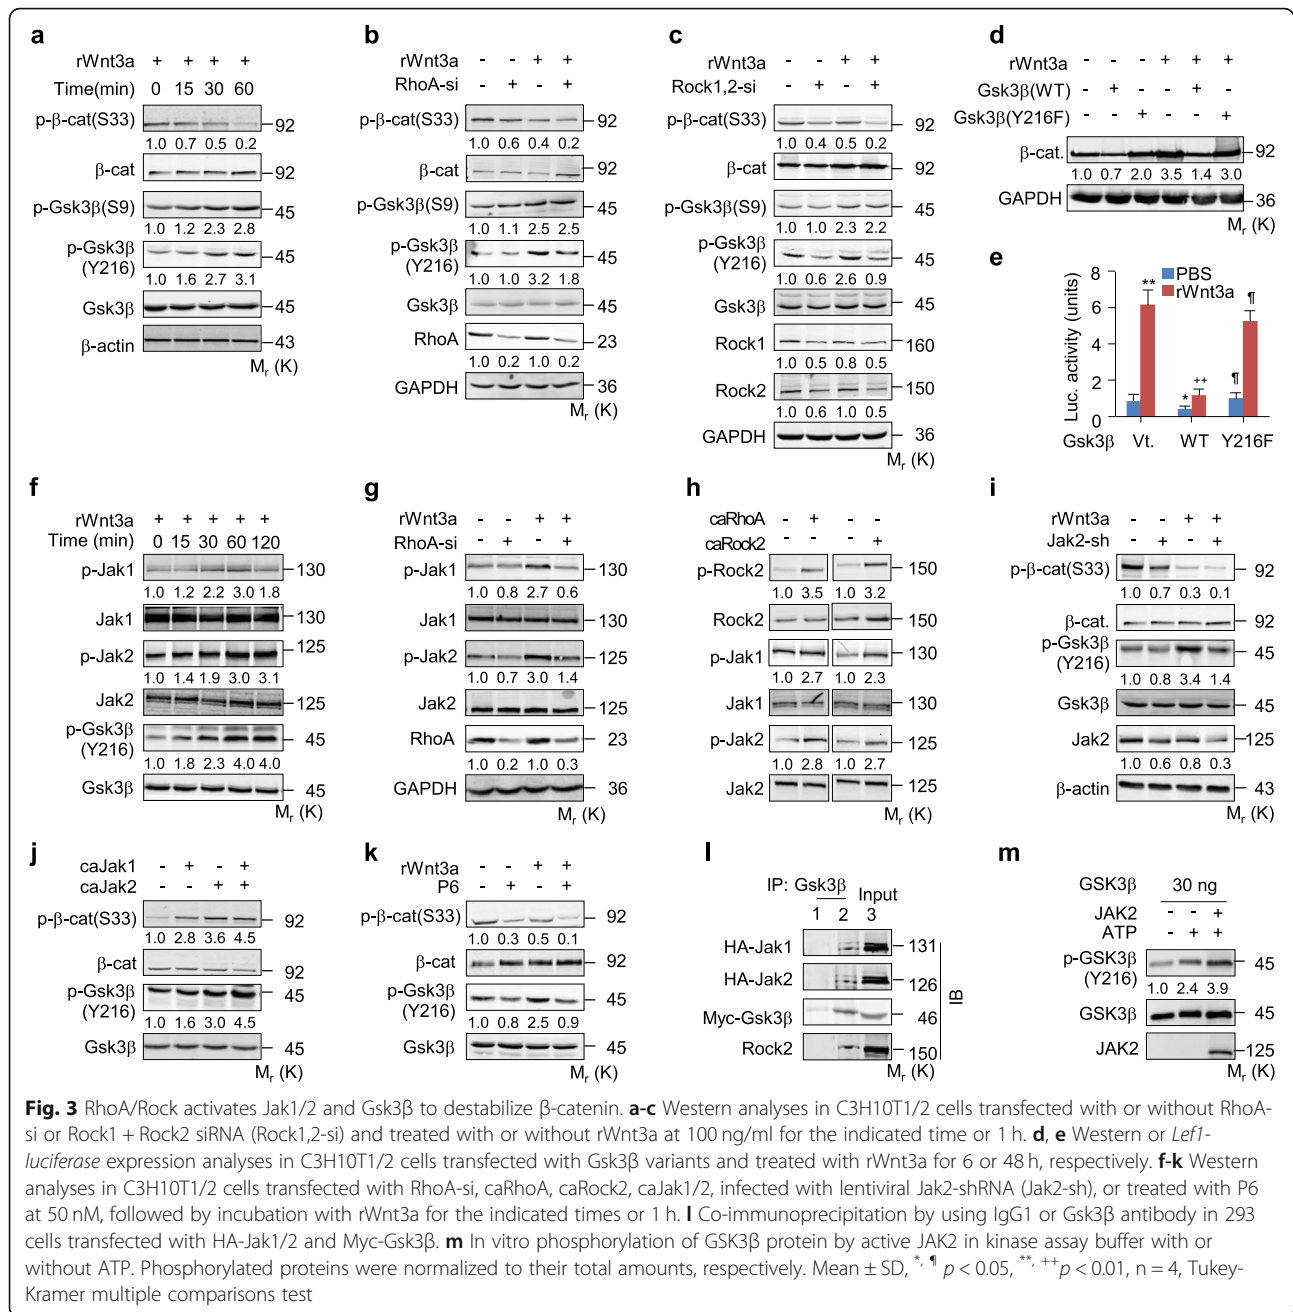 a
rWnt3a + + + +
Time(min) 0 15 30 60
p-β-cat(S33) 92
1.0 0.7 0.5 0.2
β-cat 92
p-Gsk3β(S9) 45
1.0 1.2 2.3 2.8
p-Gsk3β
(Y216) 45
1.0 1.6 2.7 3.1
Gsk3β 45
β-actin 43
Mr (K)
b
rWnt3a - - + +
RhoA-si - + - +
p-β-cat(S33) 92
1.0 0.6 0.4 0.2
β-cat 92
p-Gsk3β(S9) 45
1.0 1.1 2.5 2.5
p-Gsk3β
(Y216) 45
1.0 1.0 3.2 1.8
Gsk3β 45
RhoA 23
1.0 0.2 1.0 0.2
GAPDH 36
Mr (K)
c
rWnt3a - - + +
Rock1,2-si - + - +
p-β-cat(S33) 92
1.0 0.4 0.5 0.2
β-cat 92
p-Gsk3β(S9) 45
1.0 1.0 2.3 2.2
p-Gsk3β
(Y216) 45
1.0 0.6 2.6 0.9
Gsk3β 45
Rock1 160
1.0 0.5 0.8 0.5
Rock2 150
1.0 0.6 1.0 0.5
GAPDH 36
Mr (K)
d
rWnt3a - - - + + +
Gsk3β(WT) - + - - + -
Gsk3β(Y216F) - - + - - +
β-cat. 92
1.0 0.7 2.0 3.5 1.4 3.0
GAPDH 36
Mr (K)
e
Luc. activity (units)
8
6
4
2
0
PBS
rWnt3a
**
*
++
¶
¶
Gsk3β Vt. WT Y216F
f
rWnt3a + + + + +
Time (min) 0 15 30 60 120
p-Jak1 130
1.0 1.2 2.2 3.0 1.8
Jak1 130
p-Jak2 125
1.0 1.4 1.9 3.0 3.1
Jak2 125
p-Gsk3β
(Y216) 45
1.0 1.8 2.3 4.0 4.0
Gsk3β 45
Mr (K)
g
rWnt3a - - + +
RhoA-si - + - +
p-Jak1 130
1.0 0.8 2.7 0.6
Jak1 130
p-Jak2 125
1.0 0.7 3.0 1.4
Jak2 125
RhoA 23
1.0 0.2 1.0 0.3
GAPDH 36
Mr (K)
h
caRhoA - + - -
caRock2 - - - +
p-Rock2 150
1.0 3.5 1.0 3.2
Rock2 150
p-Jak1 130
1.0 2.7 1.0 2.3
Jak1 130
p-Jak2 125
1.0 2.8 1.0 2.7
Jak2 125
Mr (K)
i
rWnt3a - - + +
Jak2-sh - + - +
p-β-cat(S33) 92
1.0 0.7 0.3 0.1
β-cat. 92
p-Gsk3β
(Y216) 45
1.0 0.8 3.4 1.4
Gsk3β 45
Jak2 125
1.0 0.6 0.8 0.3
β-actin 43
Mr (K)
j
caJak1 - + - +
caJak2 - - + +
p-β-cat(S33) 92
1.0 2.8 3.6 4.5
β-cat 92
p-Gsk3β
(Y216) 45
1.0 1.6 3.0 4.5
Gsk3β 45
Mr (K)
k
rWnt3a - - + +
P6 - + - +
p-β-cat(S33) 92
1.0 0.3 0.5 0.1
β-cat 92
p-Gsk3β
(Y216) 45
1.0 0.8 2.5 0.9
Gsk3β 45
Mr (K)
l
IP: Gsk3β Input
1 2 3
HA-Jak1 131
HA-Jak2 126
Myc-Gsk3β 46
Rock2 150
IB
Mr (K)
m
GSK3β 30 ng
JAK2 - - +
ATP - + +
p-GSK3β
(Y216) 45
1.0 2.4 3.9
GSK3β 45
JAK2 125
Mr (K)
Fig. 3 RhoA/Rock activates Jak1/2 and Gsk3β to destabilize β-catenin. a-c Western analyses in C3H10T1/2 cells transfected with or without RhoA-
si or Rock1 + Rock2 siRNA (Rock1,2-si) and treated with or without rWnt3a at 100 ng/ml for the indicated time or 1 h. d, e Western or Lef1-
luciferase expression analyses in C3H10T1/2 cells transfected with Gsk3β variants and treated with rWnt3a for 6 or 48 h, respectively. f-k Western
analyses in C3H10T1/2 cells transfected with RhoA-si, caRhoA, caRock2, caJak1/2, infected with lentiviral Jak2-shRNA (Jak2-sh), or treated with P6
at 50 nM, followed by incubation with rWnt3a for the indicated times or 1 h. l Co-immunoprecipitation by using IgG1 or Gsk3β antibody in 293
cells transfected with HA-Jak1/2 and Myc-Gsk3β. m In vitro phosphorylation of GSK3β protein by active JAK2 in kinase assay buffer with or
without ATP. Phosphorylated proteins were normalized to their total amounts, respectively. Mean ± SD, *, ¶ p < 0.05, **, ++p < 0.01, n = 4, Tukey-
Kramer multiple comparisons test